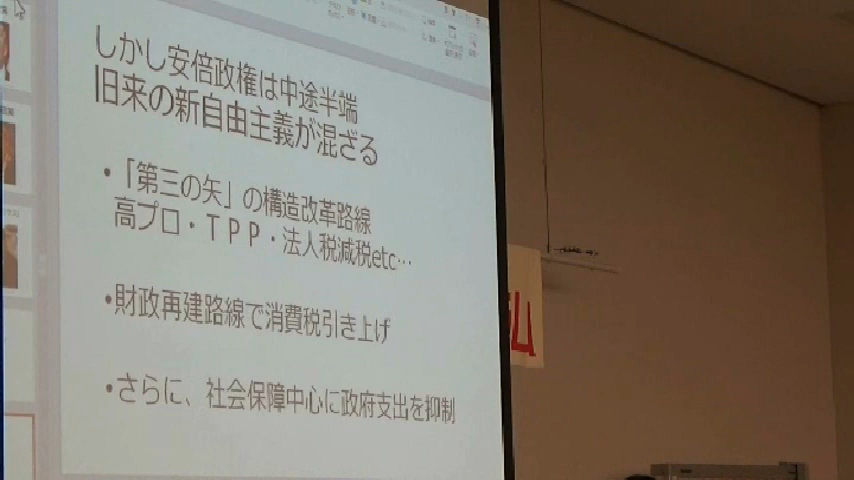 しかし安倍政権は中途半端
旧来の新自由主義が混ざる
•「第三の矢」の構造改革路線
高プロ・TPP・法人税減税etc…
•財政再建路線で消費税引き上げ
•さらに、社会保障中心に政府支出を抑制